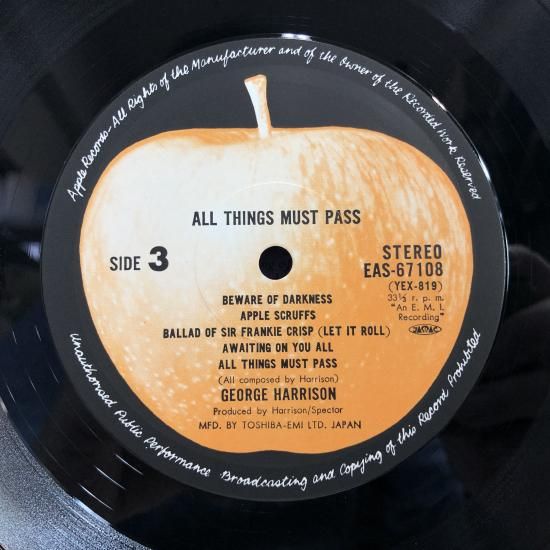 Apple Records - All Rights of the Manufacturer and of the Owner of the Recorded Work Reserved
ALL THINGS MUST PASS
SIDE 3
STEREO
EAS-67108
(YEX-819)
33⅓ r. p. m.
"An E. M. I.
Recording"
JASRAC
BEWARE OF DARKNESS
APPLE SCRUFFS
BALLAD OF SIR FRANKIE CRISP (LET IT ROLL)
AWAITING ON YOU ALL
ALL THINGS MUST PASS
(All composed by Harrison)
GEORGE HARRISON
Produced by Harrison/Spector
MFD. BY TOSHIBA-EMI LTD. JAPAN
Unauthorised Public Performance Broadcasting and Copying of this Record Prohibited